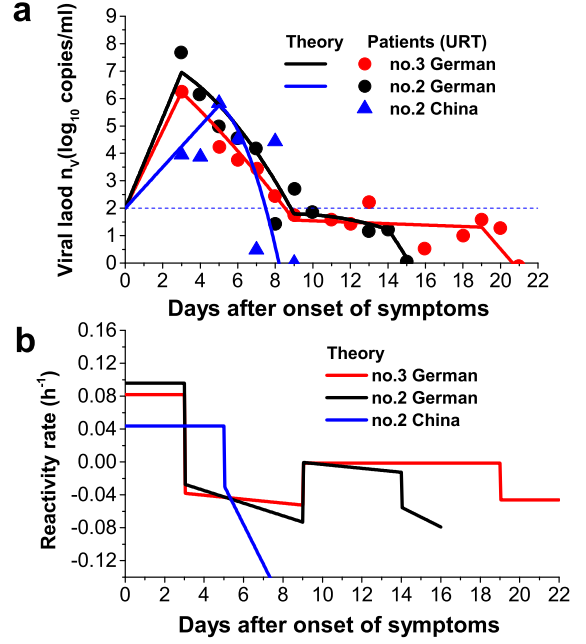 a
Viral laod nv(log10 copies/ml)
9
8
7
6
5
4
3
2
1
0
Theory Patients (URT)
no.3 German
no.2 German
no.2 China
0 2 4 6 8 10 12 14 16 18 20 22
Days after onset of symptoms
b
Reactivity rate (h-1)
0.16
0.12
0.08
0.04
0.00
-0.04
-0.08
-0.12
Theory
no.3 German
no.2 German
no.2 China
0 2 4 6 8 10 12 14 16 18 20 22
Days after onset of symptoms